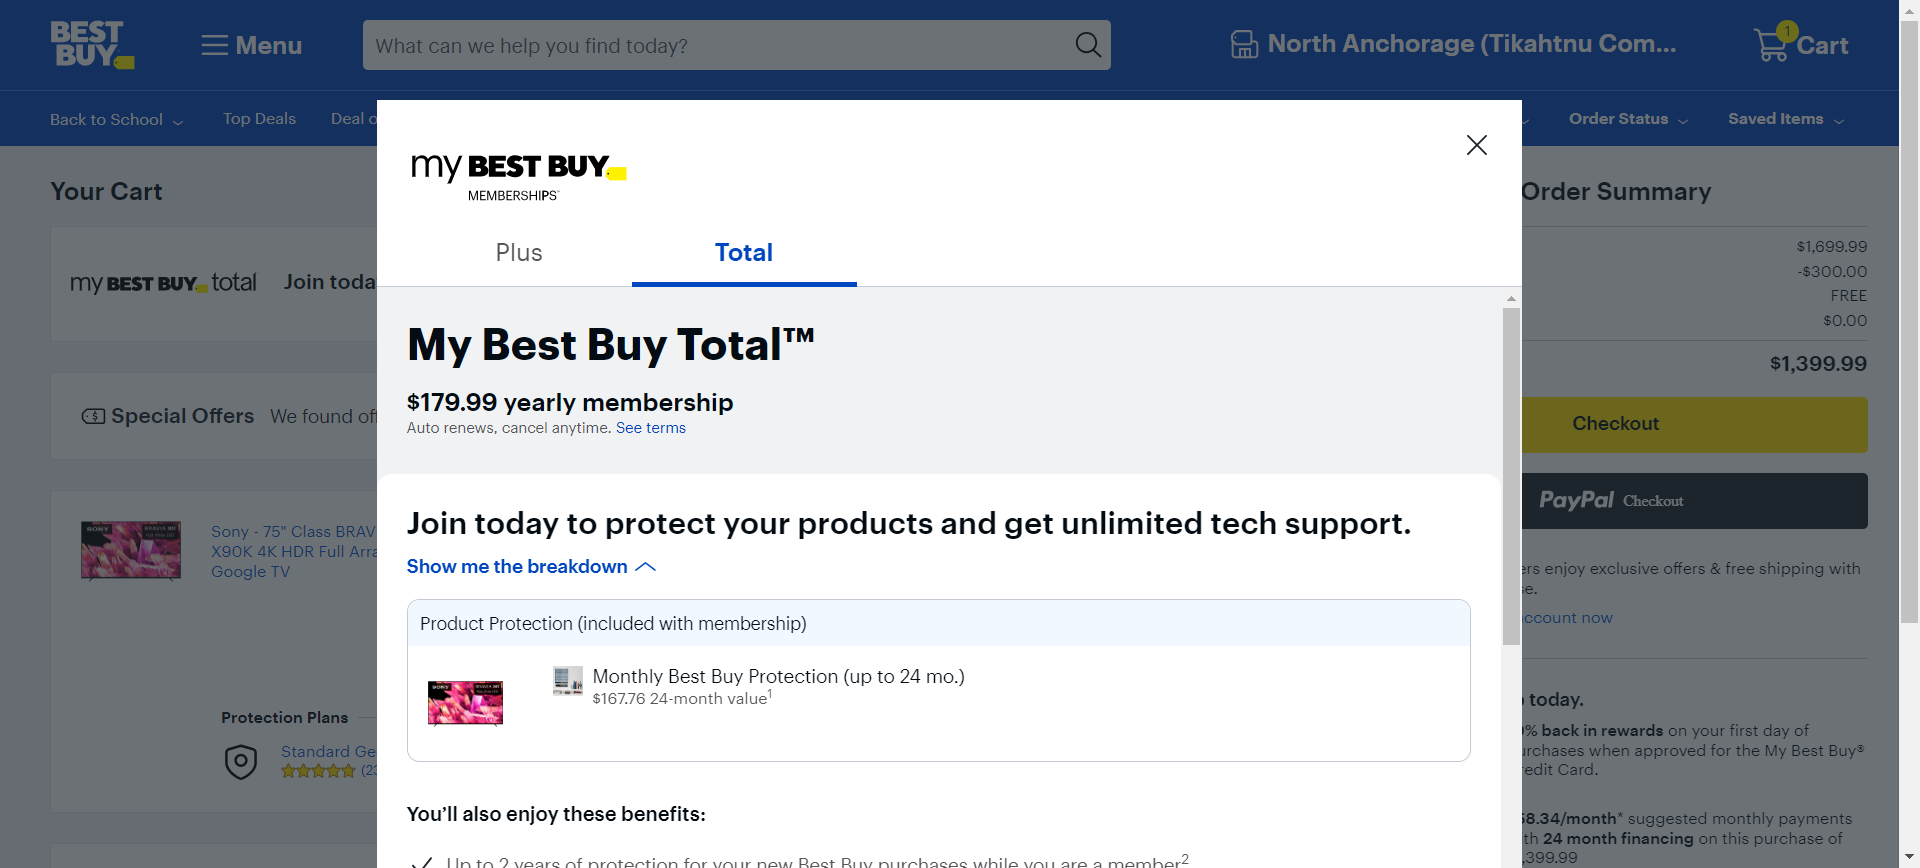 BEST BUY
Menu
What can we help you find today?
North Anchorage (Tikahtnu Com...
1
Cart
Back to School
Top Deals
Deal o
Order Status
Saved Items
Your Cart
my BEST BUY total
Join toda
Special Offers
We found of
Sony - 75" Class BRAV
X90K 4K HDR Full Arra
Google TV
Protection Plans
Standard Ge
(23
my BEST BUY
MEMBERSHIPS
Plus
Total
My Best Buy Total™
$179.99 yearly membership
Auto renews, cancel anytime. See terms
Join today to protect your products and get unlimited tech support.
Show me the breakdown
Product Protection (included with membership)
Monthly Best Buy Protection (up to 24 mo.)
$167.76 24-month value1
You'll also enjoy these benefits:
Up to 2 years of protection for your new Best Buy purchases while you are a member2
Order Summary
$1,699.99
-$300.00
FREE
$0.00
$1,399.99
Checkout
PayPal Checkout
ers enjoy exclusive offers & free shipping with
se.
ccount now
today.
% back in rewards on your first day of
urchases when approved for the My Best Buy®
redit Card.
8.34/month* suggested monthly payments
th 24 month financing on this purchase of
,399.99